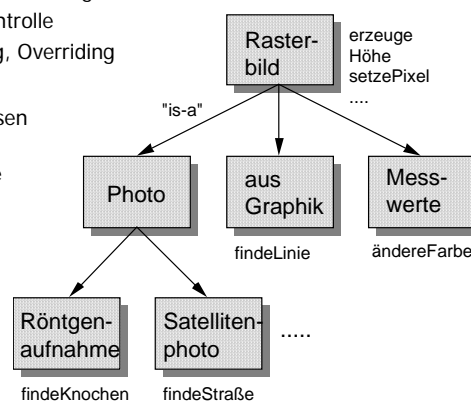 ntrolle
g, Overriding
sen
e
Raster-
bild
erzeuge
Höhe
setzePixel
....
"is-a"
Photo
aus
Graphik
Mess-
werte
findeLinie
ändereFarbe
Röntgen-
aufnahme
Satelliten-
photo
.....
findeKnochen
findeStraße